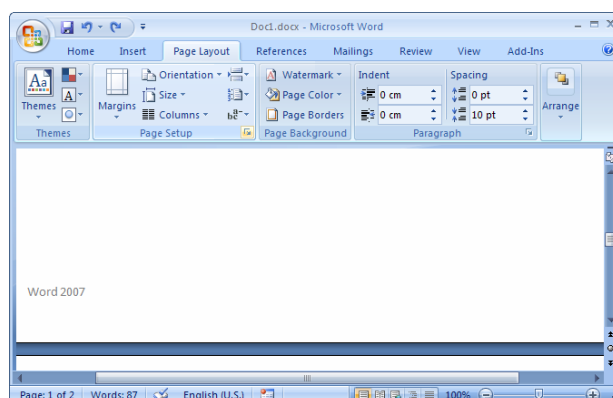 Doc1.docx - Microsoft Word
Home Insert Page Layout References Mailings Review View Add-Ins
Aa Orientation Watermark Indent Spacing
A Size Page Color 0 cm 0 pt
Themes Margins Columns Page Borders 0 cm 10 pt Arrange
Themes Page Setup Page Background Paragraph
Word 2007
Page: 1 of 2 Words: 87 English (U.S.) 100%